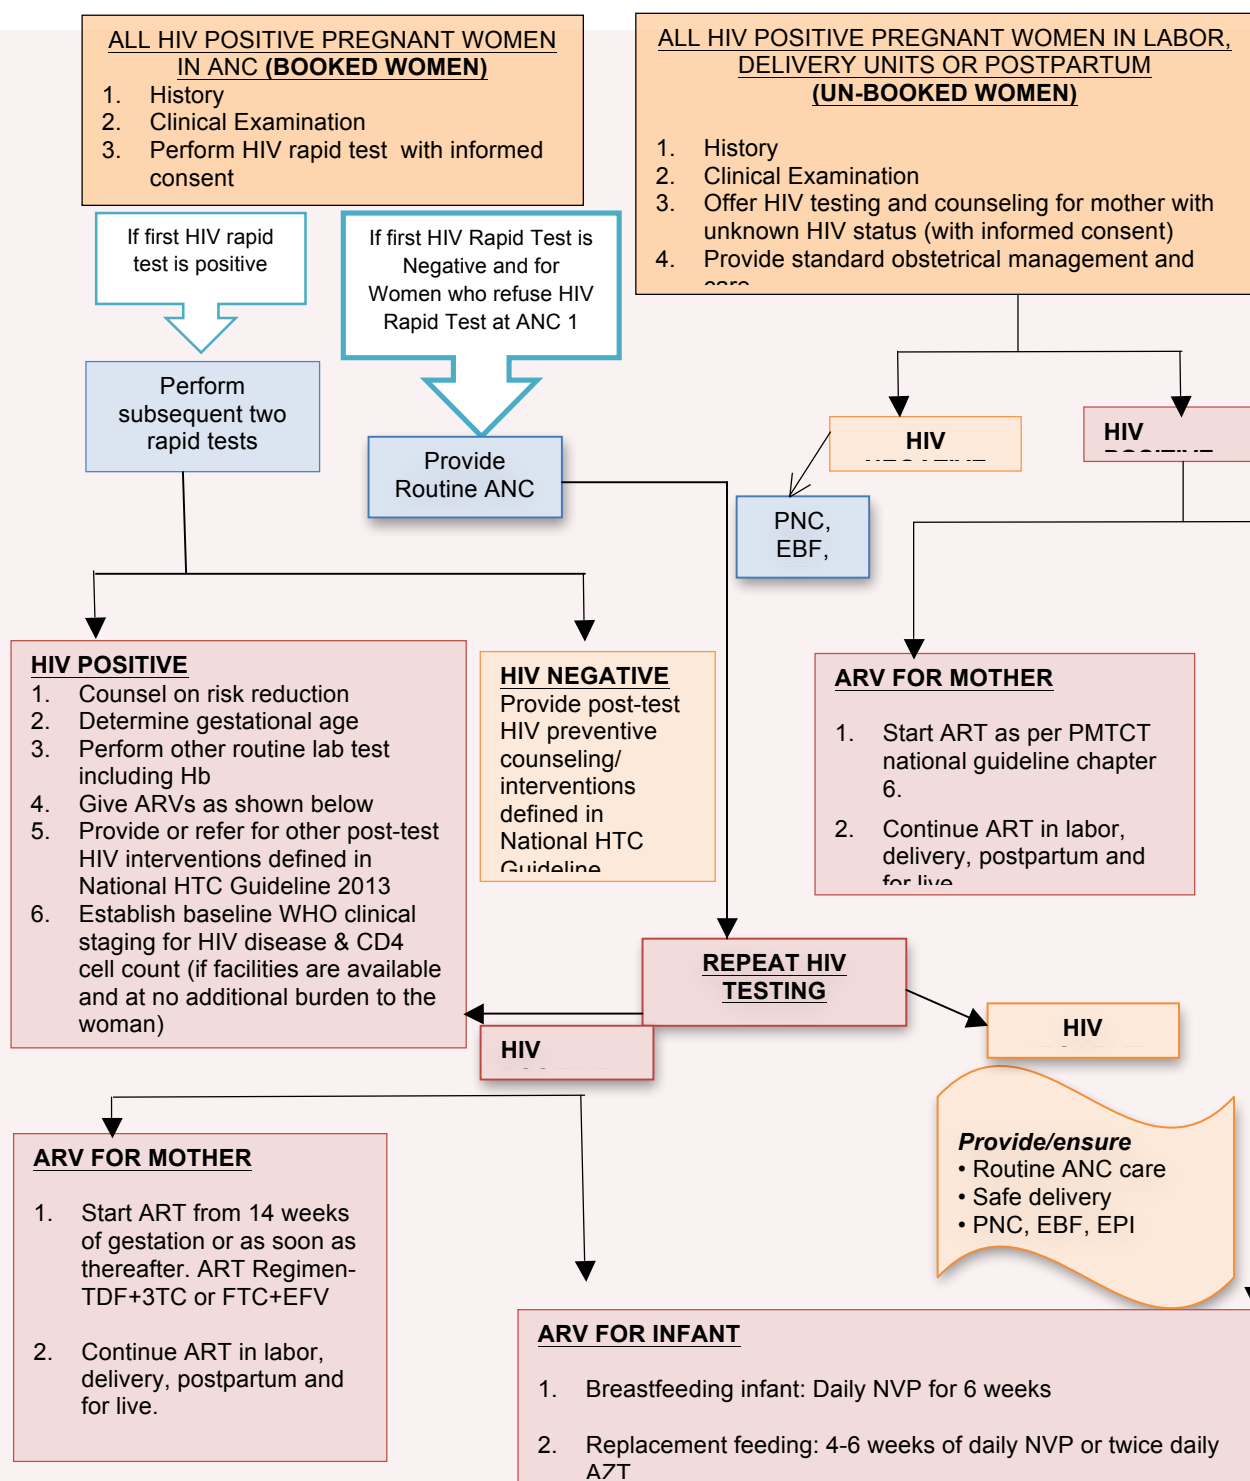 ALL HIV POSITIVE PREGNANT WOMEN
IN ANC (BOOKED WOMEN)
1. History
2. Clinical Examination
3. Perform HIV rapid test with informed
consent
ALL HIV POSITIVE PREGNANT WOMEN IN LABOR,
DELIVERY UNITS OR POSTPARTUM
(UN-BOOKED WOMEN)
1. History
2. Clinical Examination
3. Offer HIV testing and counseling for mother with
unknown HIV status (with informed consent)
4. Provide standard obstetrical management and
care
If first HIV rapid
test is positive
If first HIV Rapid Test is
Negative and for
Women who refuse HIV
Rapid Test at ANC 1
Perform
subsequent two
rapid tests
Provide
Routine ANC
HIV
NEGATIVE
HIV
POSITIVE
PNC,
EBF,
HIV POSITIVE
1. Counsel on risk reduction
2. Determine gestational age
3. Perform other routine lab test
including Hb
4. Give ARVs as shown below
5. Provide or refer for other post-test
HIV interventions defined in
National HTC Guideline 2013
6. Establish baseline WHO clinical
staging for HIV disease & CD4
cell count (if facilities are available
and at no additional burden to the
woman)
HIV NEGATIVE
Provide post-test
HIV preventive
counseling/
interventions
defined in
National HTC
Guideline
ARV FOR MOTHER
1. Start ART as per PMTCT
national guideline chapter
6.
2. Continue ART in labor,
delivery, postpartum and
for live
REPEAT HIV
TESTING
HIV
HIV
Provide/ensure
• Routine ANC care
• Safe delivery
• PNC, EBF, EPI
ARV FOR MOTHER
1. Start ART from 14 weeks
of gestation or as soon as
thereafter. ART Regimen-
TDF+3TC or FTC+EFV
2. Continue ART in labor,
delivery, postpartum and
for live.
ARV FOR INFANT
1. Breastfeeding infant: Daily NVP for 6 weeks
2. Replacement feeding: 4-6 weeks of daily NVP or twice daily
AZT